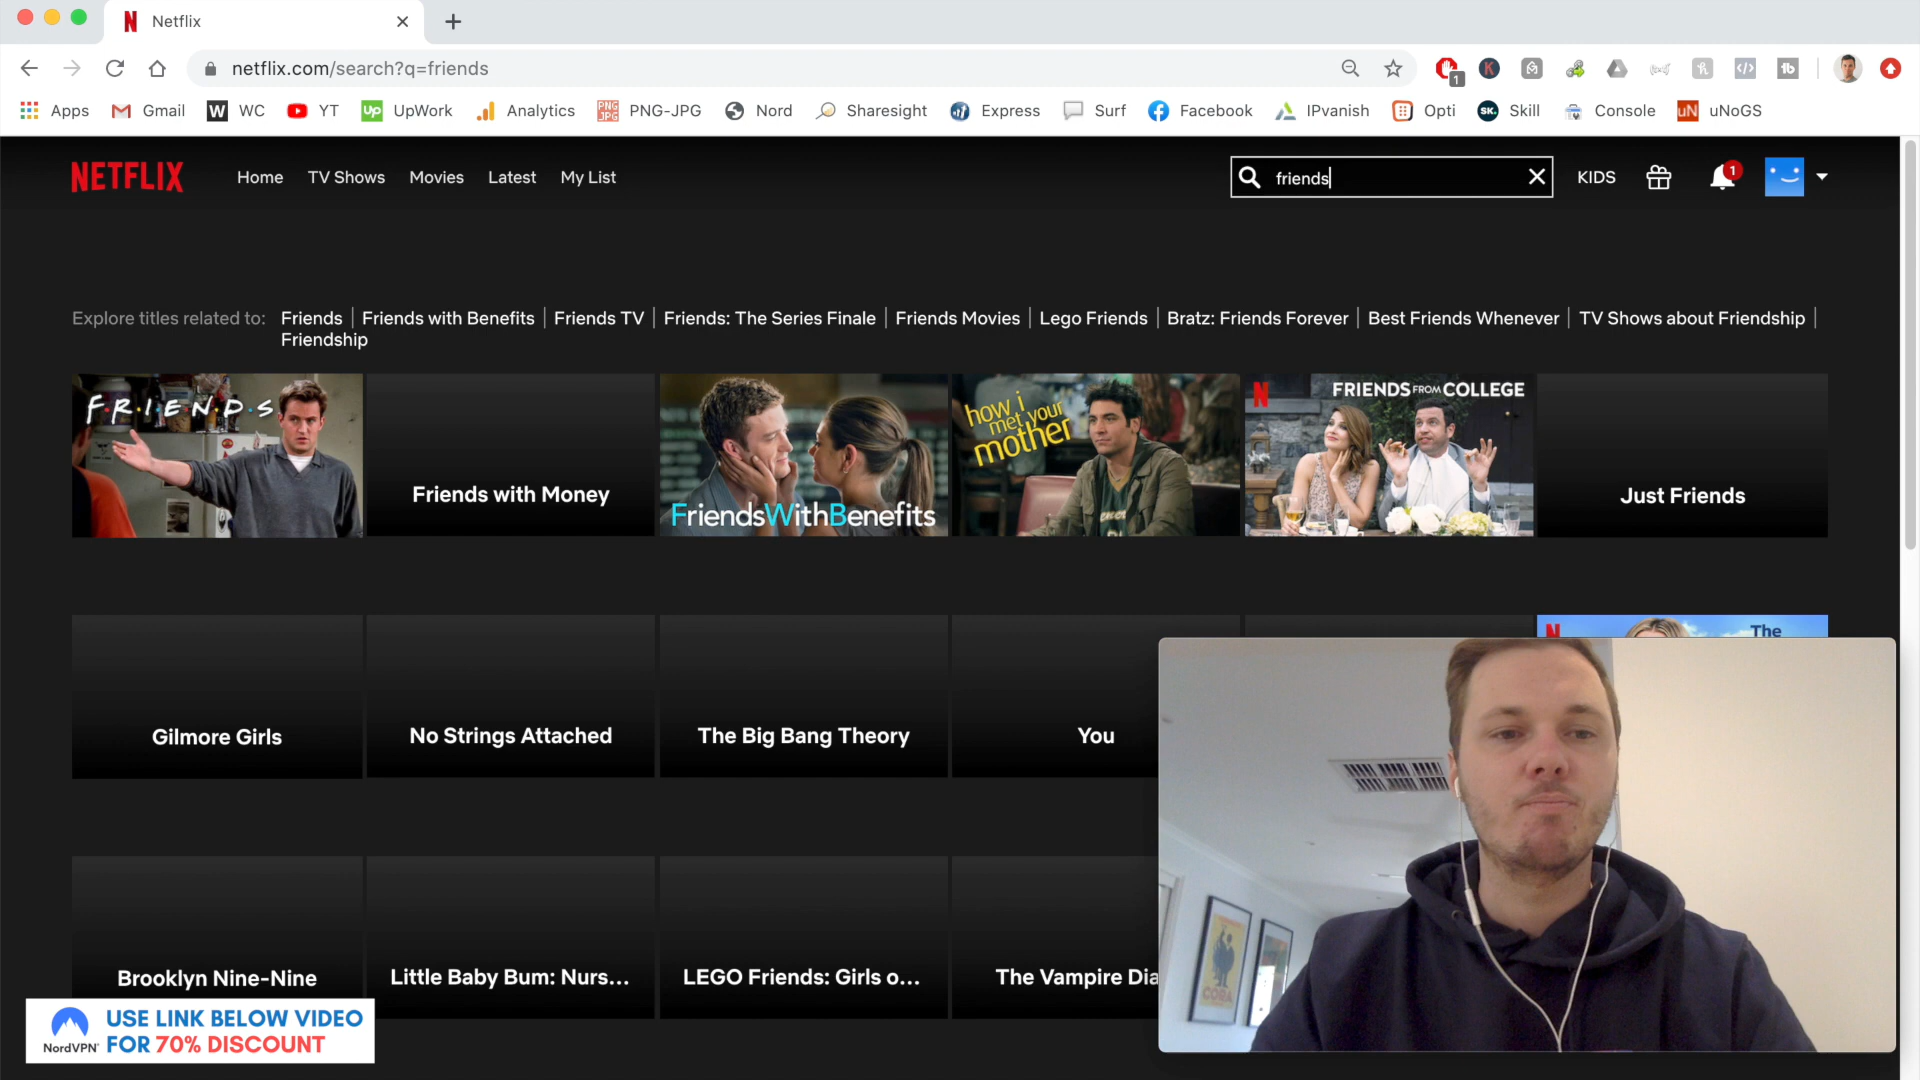 Netflix
netflix.com/search?q=friends
1
Apps Gmail WC YT UpWork Analytics PNG-JPG Nord Sharesight Express Surf Facebook IPvanish Opti Skill Console uNoGS
NETFLIX Home TV Shows Movies Latest My List friends KIDS 1
Explore titles related to: Friends | Friends with Benefits | Friends TV | Friends: The Series Finale | Friends Movies | Lego Friends | Bratz: Friends Forever | Best Friends Whenever | TV Shows about Friendship |
Friendship
F·R·I·E·N·D·S
Friends with Money
FriendsWithBenefits
how i
met your
mother
FRIENDS FROM COLLEGE
Just Friends
Gilmore Girls
No Strings Attached
The Big Bang Theory
You
The
Brooklyn Nine-Nine
Little Baby Bum: Nurs...
LEGO Friends: Girls o...
The Vampire Dia
NordVPN
USE LINK BELOW VIDEO
FOR 70% DISCOUNT